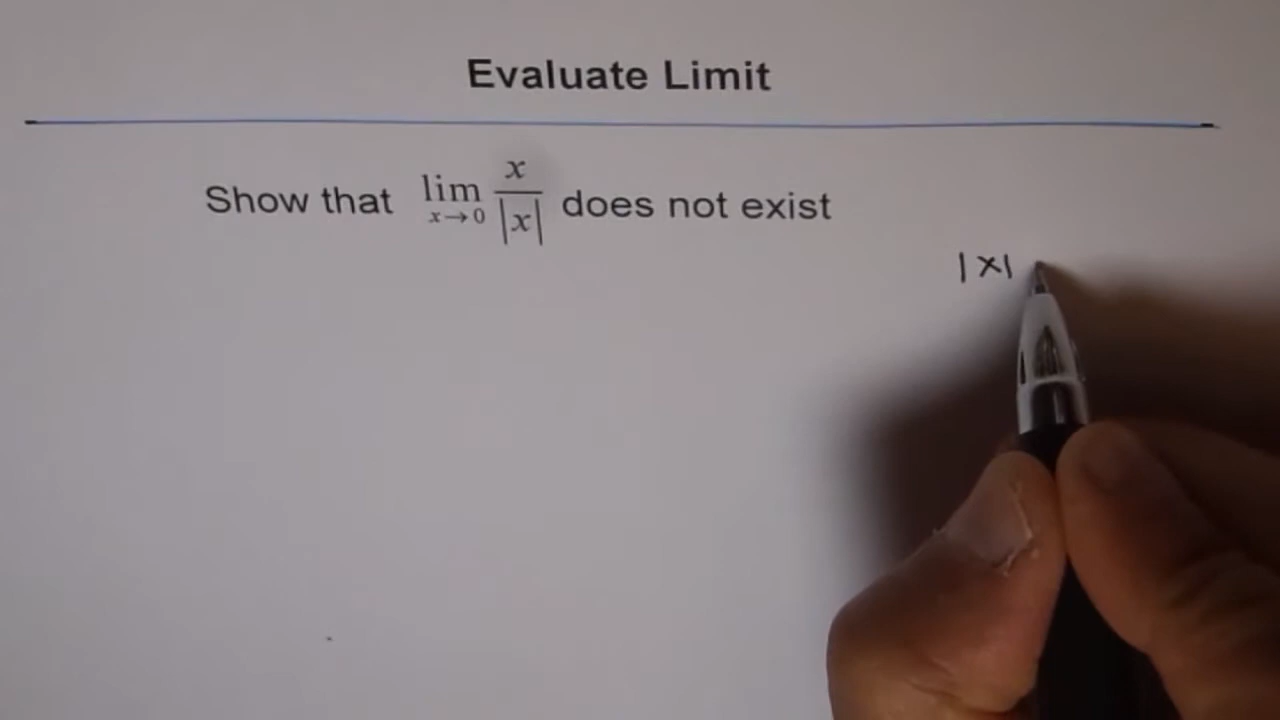 Evaluate Limit
Show that lim x→0 x/|x| does not exist
|x|